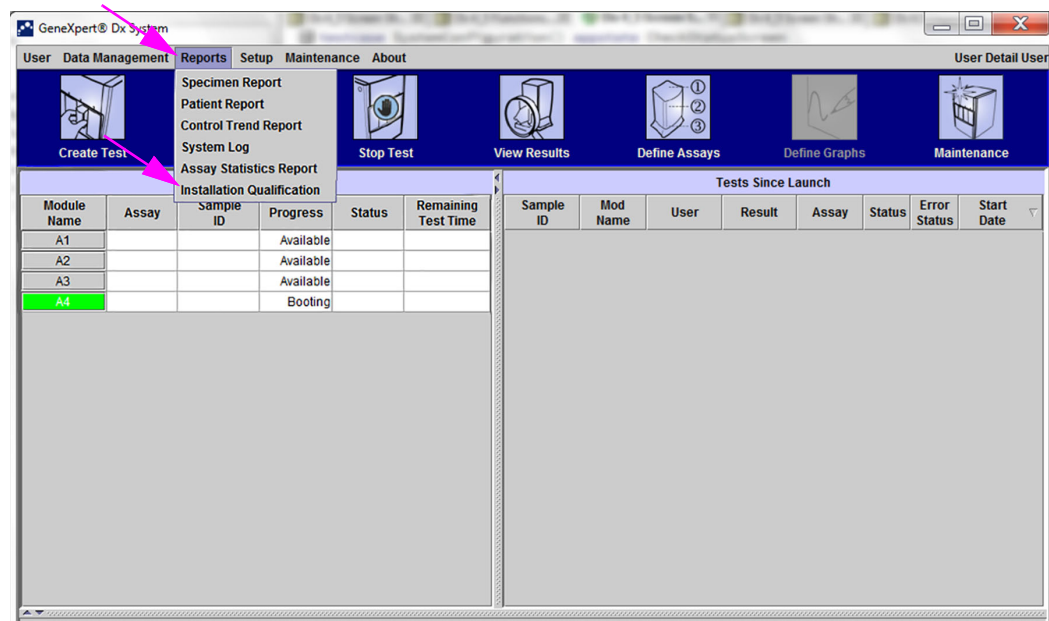 GeneXpert® Dx System
User Data Management Reports Setup Maintenance About User Detail User
Specimen Report
Patient Report
Control Trend Report
System Log
Assay Statistics Report
Installation Qualification
Create Test Stop Test View Results Define Assays Define Graphs Maintenance
Tests Since Launch
Module Name Assay Sample ID Progress Status Remaining Test Time
A1 Available
A2 Available
A3 Available
A4 Booting
Sample ID Mod Name User Result Assay Status Error Status Start Date